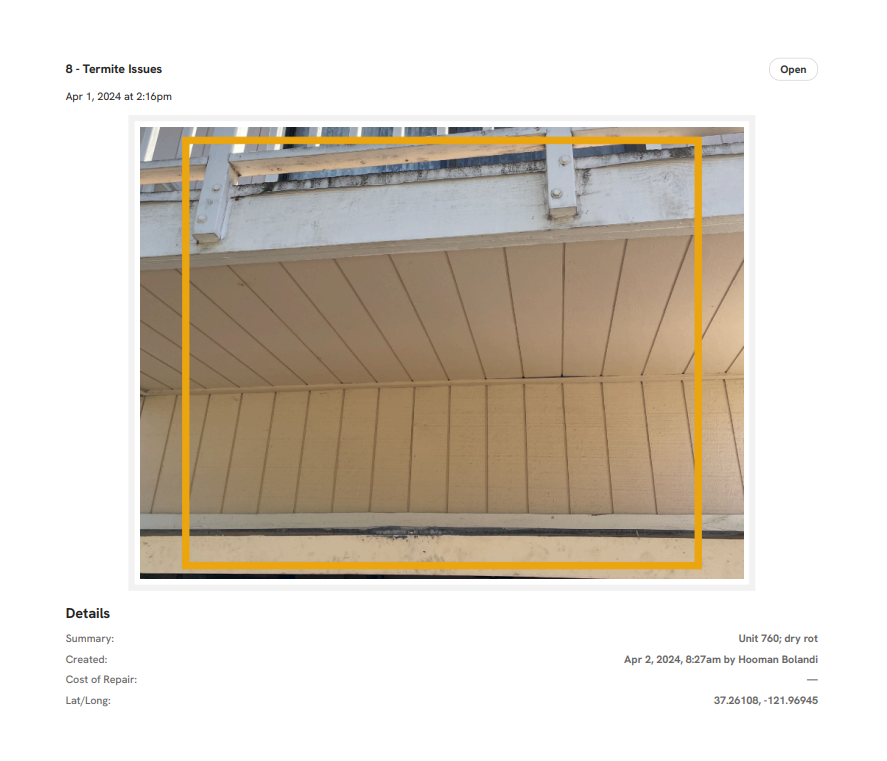 8 - Termite Issues
Open
Apr 1, 2024 at 2:16pm
Details
Summary: Unit 760; dry rot
Created: Apr 2, 2024, 8:27am by Hooman Bolandi
Cost of Repair: —
Lat/Long: 37.26108, -121.96945